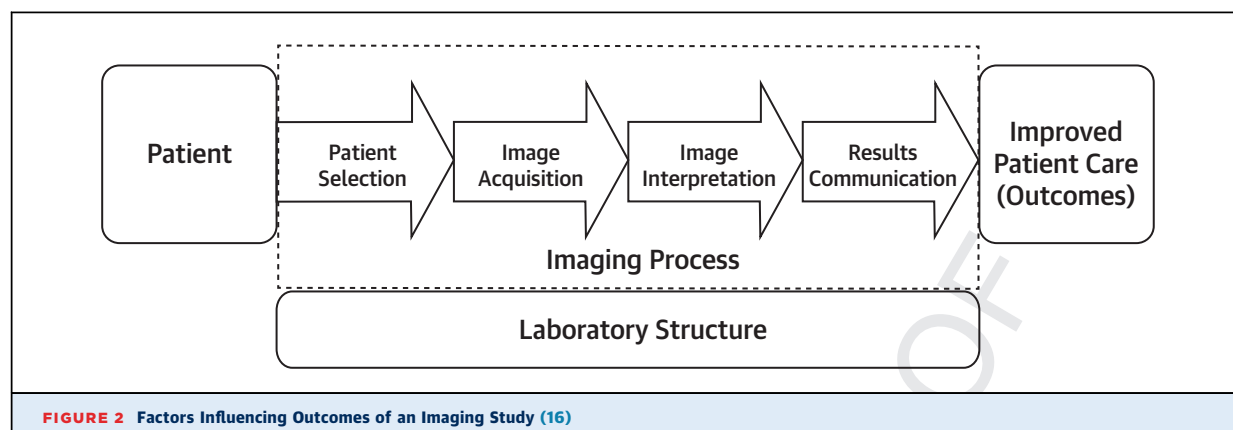 Patient
Patient
Selection
Image
Acquisition
Image
Interpretation
Results
Communication
Improved
Patient Care
(Outcomes)
Imaging Process
Laboratory Structure
OF
FIGURE 2 Factors Influencing Outcomes of an Imaging Study (16)